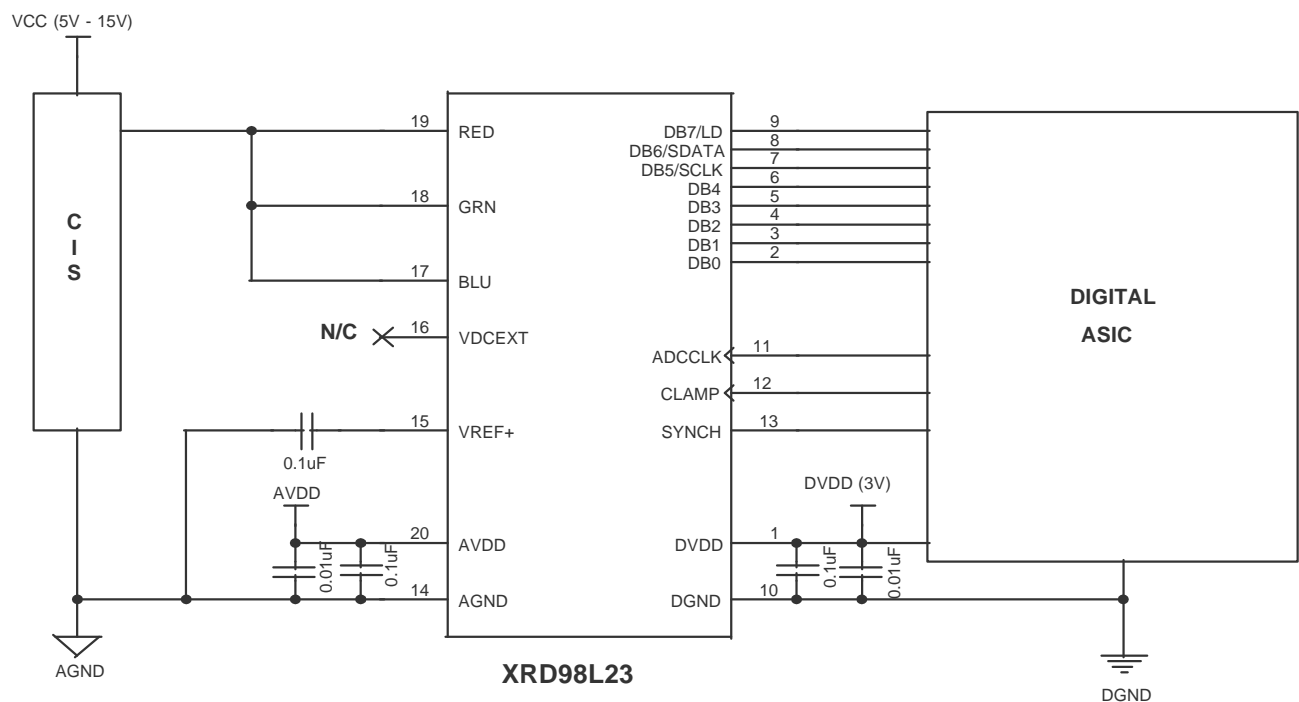 VCC (5V - 15V)
C
I
S
19
RED
18
GRN
17
BLU
N/C
16
VDCEXT
15
VREF+
0.1uF
AVDD
20
AVDD
0.01uF
0.1uF
14
AGND
AGND
XRD98L23
DB7/LD
9
DB6/SDATA
8
DB5/SCLK
7
DB4
6
DB3
5
DB2
4
DB1
3
DB0
2
ADCCLK
11
CLAMP
12
SYNCH
13
DVDD (3V)
DVDD
1
0.1uF
0.01uF
DGND
10
DIGITAL
ASIC
DGND